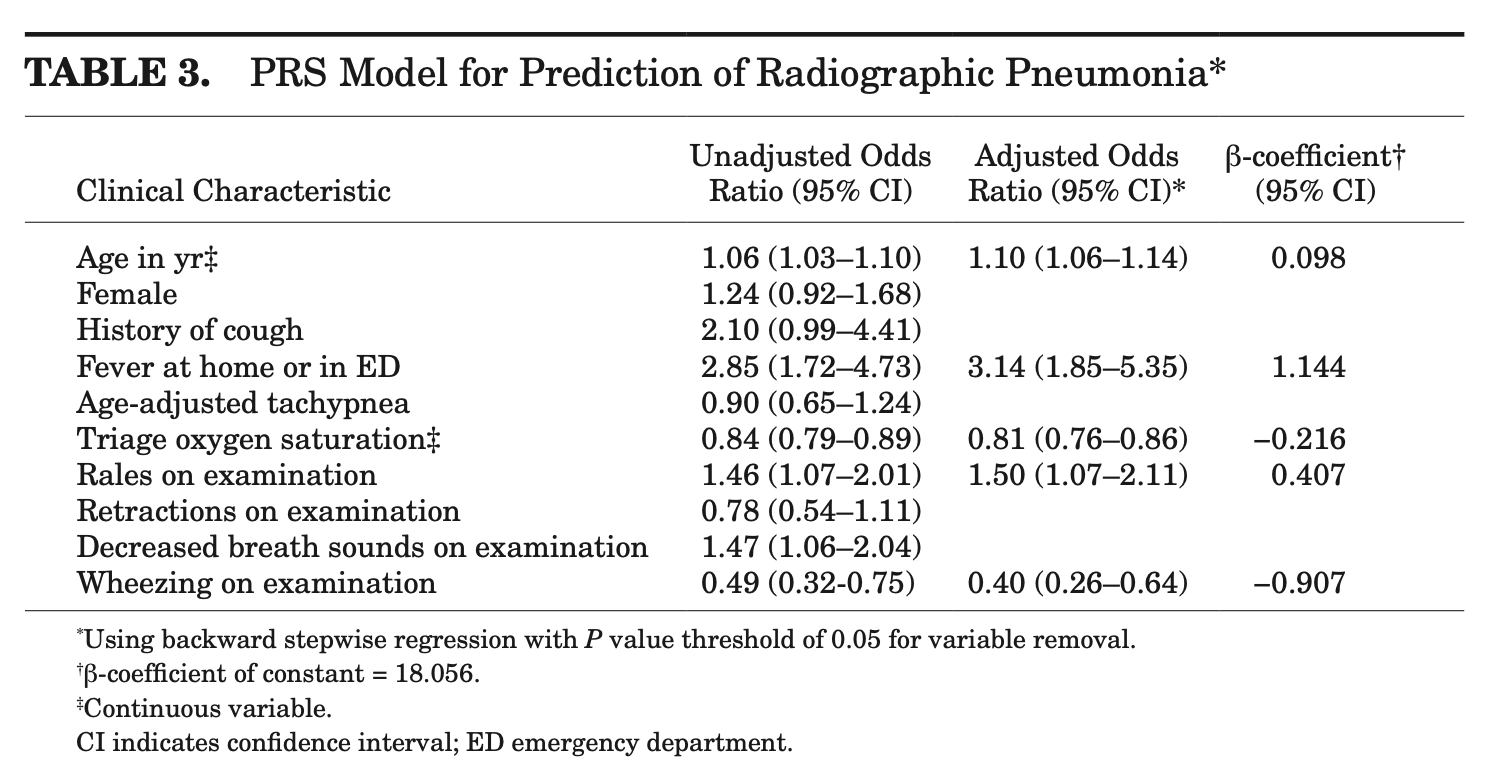 TABLE 3. PRS Model for Prediction of Radiographic Pneumonia*
Unadjusted Odds Adjusted Odds β-coefficient†
Clinical Characteristic Ratio (95% CI) Ratio (95% CI)* (95% CI)
Age in yr‡ 1.06 (1.03–1.10) 1.10 (1.06–1.14) 0.098
Female 1.24 (0.92–1.68)
History of cough 2.10 (0.99–4.41)
Fever at home or in ED 2.85 (1.72–4.73) 3.14 (1.85–5.35) 1.144
Age-adjusted tachypnea 0.90 (0.65–1.24)
Triage oxygen saturation‡ 0.84 (0.79–0.89) 0.81 (0.76–0.86) −0.216
Rales on examination 1.46 (1.07–2.01) 1.50 (1.07–2.11) 0.407
Retractions on examination 0.78 (0.54–1.11)
Decreased breath sounds on examination 1.47 (1.06–2.04)
Wheezing on examination 0.49 (0.32-0.75) 0.40 (0.26–0.64) −0.907
*Using backward stepwise regression with P value threshold of 0.05 for variable removal.
†β-coefficient of constant = 18.056.
‡Continuous variable.
CI indicates confidence interval; ED emergency department.